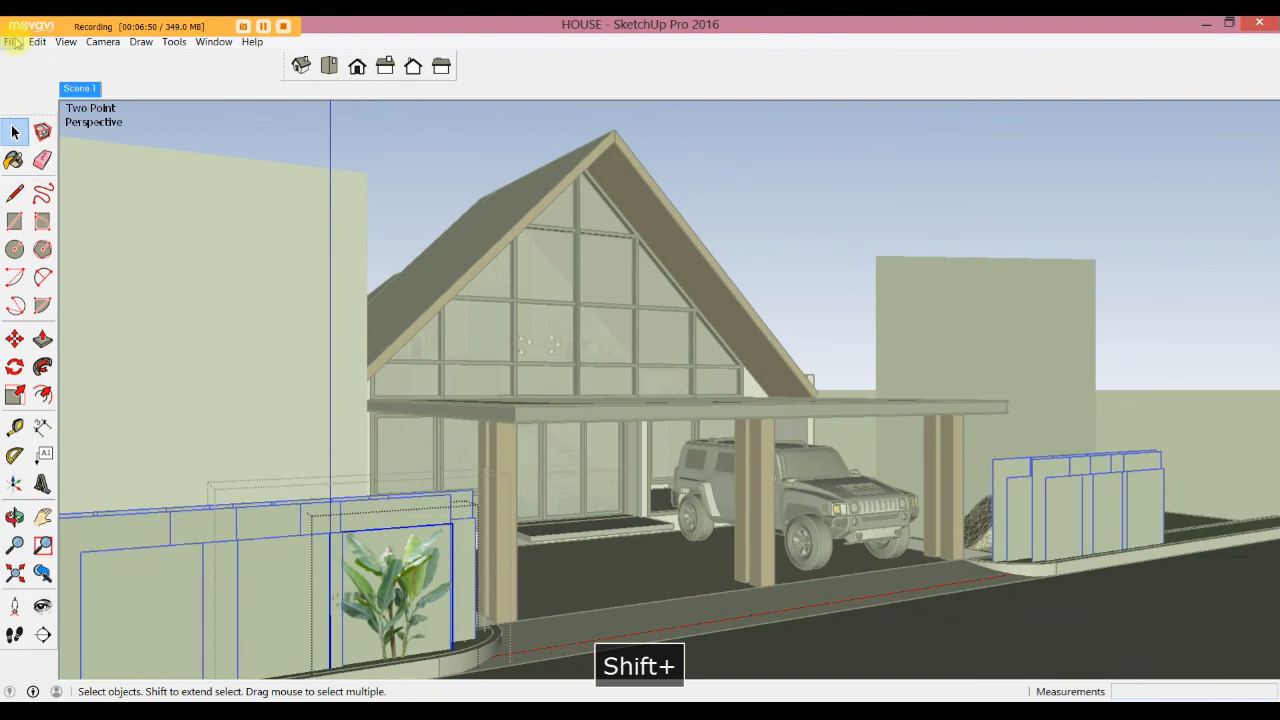 movavi
Recording [00:06:50 / 349.0 MB]
HOUSE - SketchUp Pro 2016
File Edit View Camera Draw Tools Window Help
Scene 1
Two Point
Perspective
A1
Shift+
Select objects. Shift to extend select. Drag mouse to select multiple.
Measurements